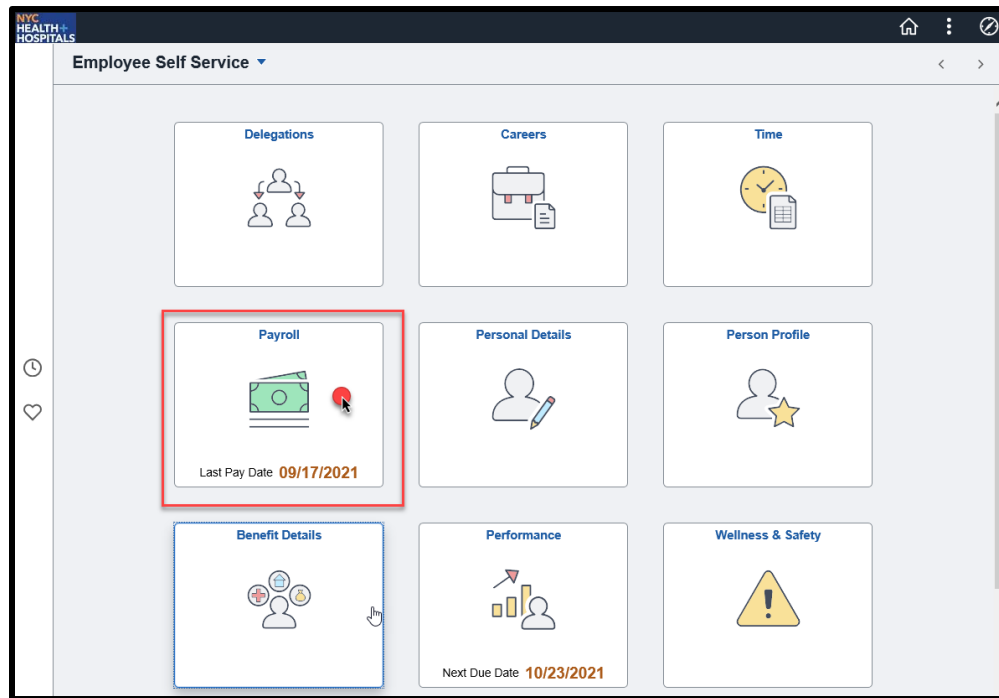 NYC
HEALTH+
HOSPITALS
Employee Self Service
Delegations
Careers
Time
Payroll
Last Pay Date 09/17/2021
Personal Details
Person Profile
Benefit Details
Performance
Next Due Date 10/23/2021
Wellness & Safety